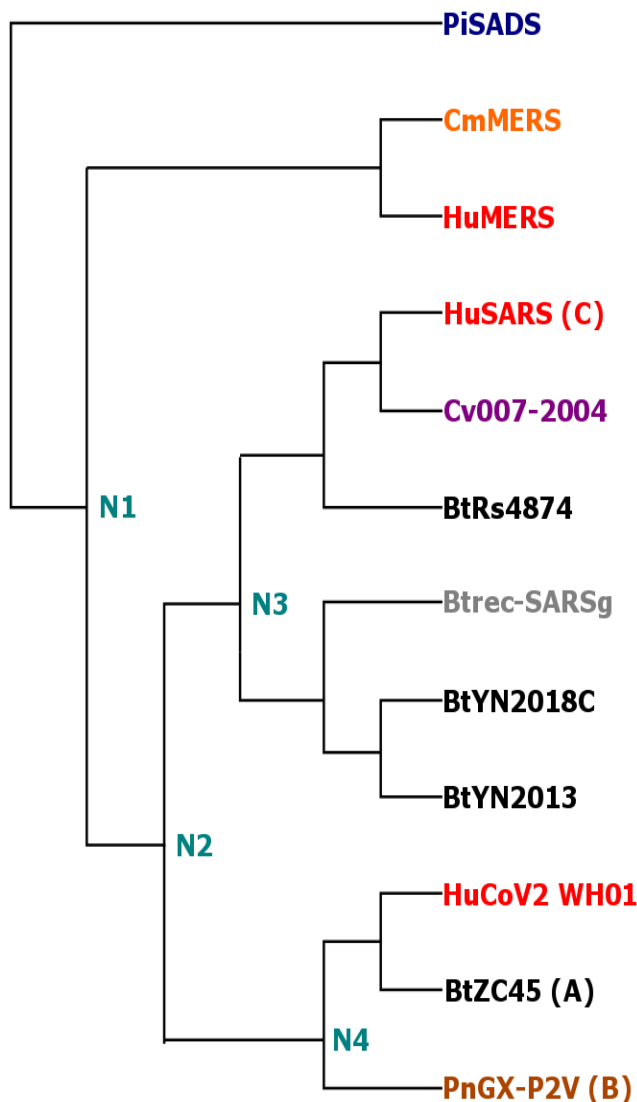 PiSADS
CmMERS
HuMERS
HuSARS (C)
Cv007-2004
N1
BtRs4874
N3
Btrec-SARSg
BtYN2018C
BtYN2013
N2
HuCoV2 WH01
BtZC45 (A)
N4
PnGX-P2V (B)